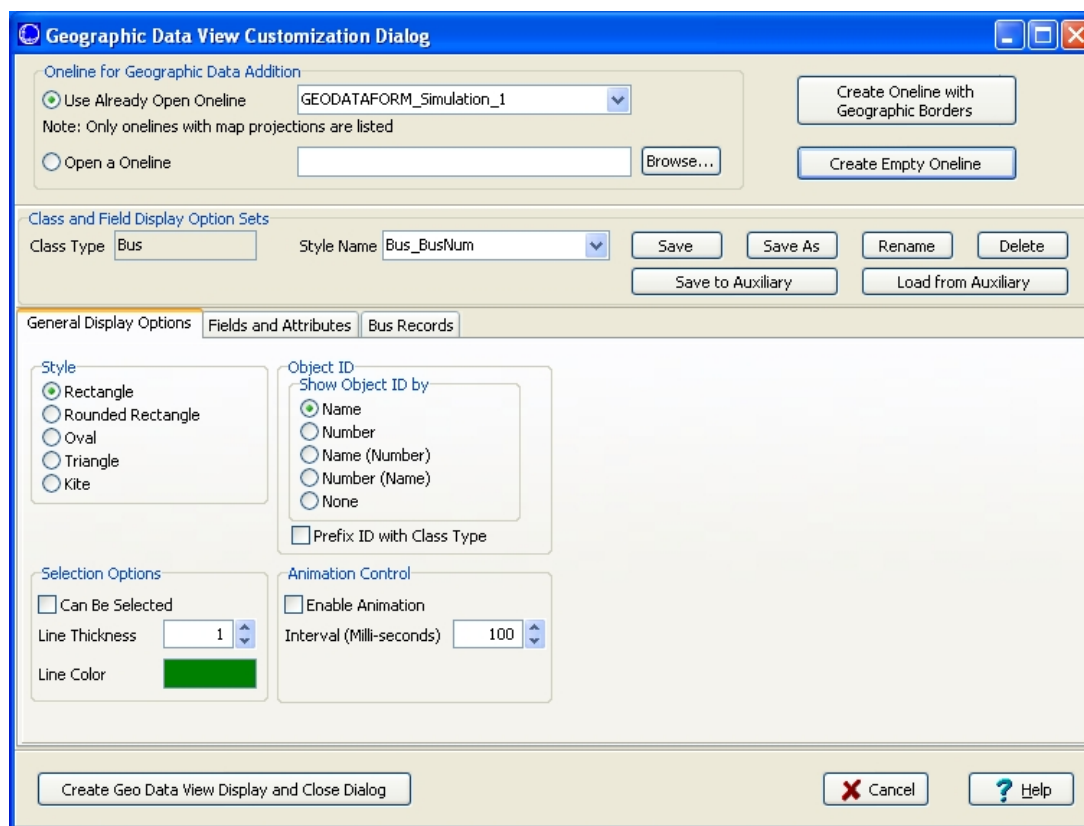 Geographic Data View Customization Dialog
Oneline for Geographic Data Addition
Use Already Open Oneline
GEODATAFORM_Simulation_1
Note: Only onelines with map projections are listed
Open a Oneline
Browse...
Create Oneline with
Geographic Borders
Create Empty Oneline
Class and Field Display Option Sets
Class Type Bus
Style Name Bus_BusNum
Save
Save As
Rename
Delete
Save to Auxiliary
Load from Auxiliary
General Display Options
Fields and Attributes
Bus Records
Style
Rectangle
Rounded Rectangle
Oval
Triangle
Kite
Object ID
Show Object ID by
Name
Number
Name (Number)
Number (Name)
None
Prefix ID with Class Type
Selection Options
Can Be Selected
Line Thickness 1
Line Color
Animation Control
Enable Animation
Interval (Milli-seconds) 100
Create Geo Data View Display and Close Dialog
Cancel
Help